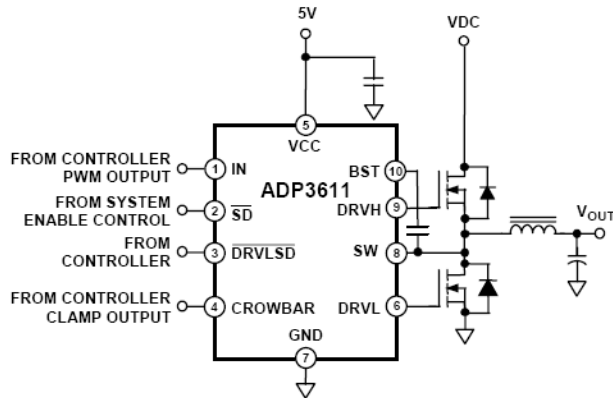 5V
VDC
5
VCC
FROM CONTROLLER
PWM OUTPUT
1
IN
BST
10
ADP3611
FROM SYSTEM
ENABLE CONTROL
2
SD
DRVH
9
VOUT
FROM
CONTROLLER
3
DRVLSD
SW
8
FROM CONTROLLER
CLAMP OUTPUT
4
CROWBAR
DRVL
6
GND
7